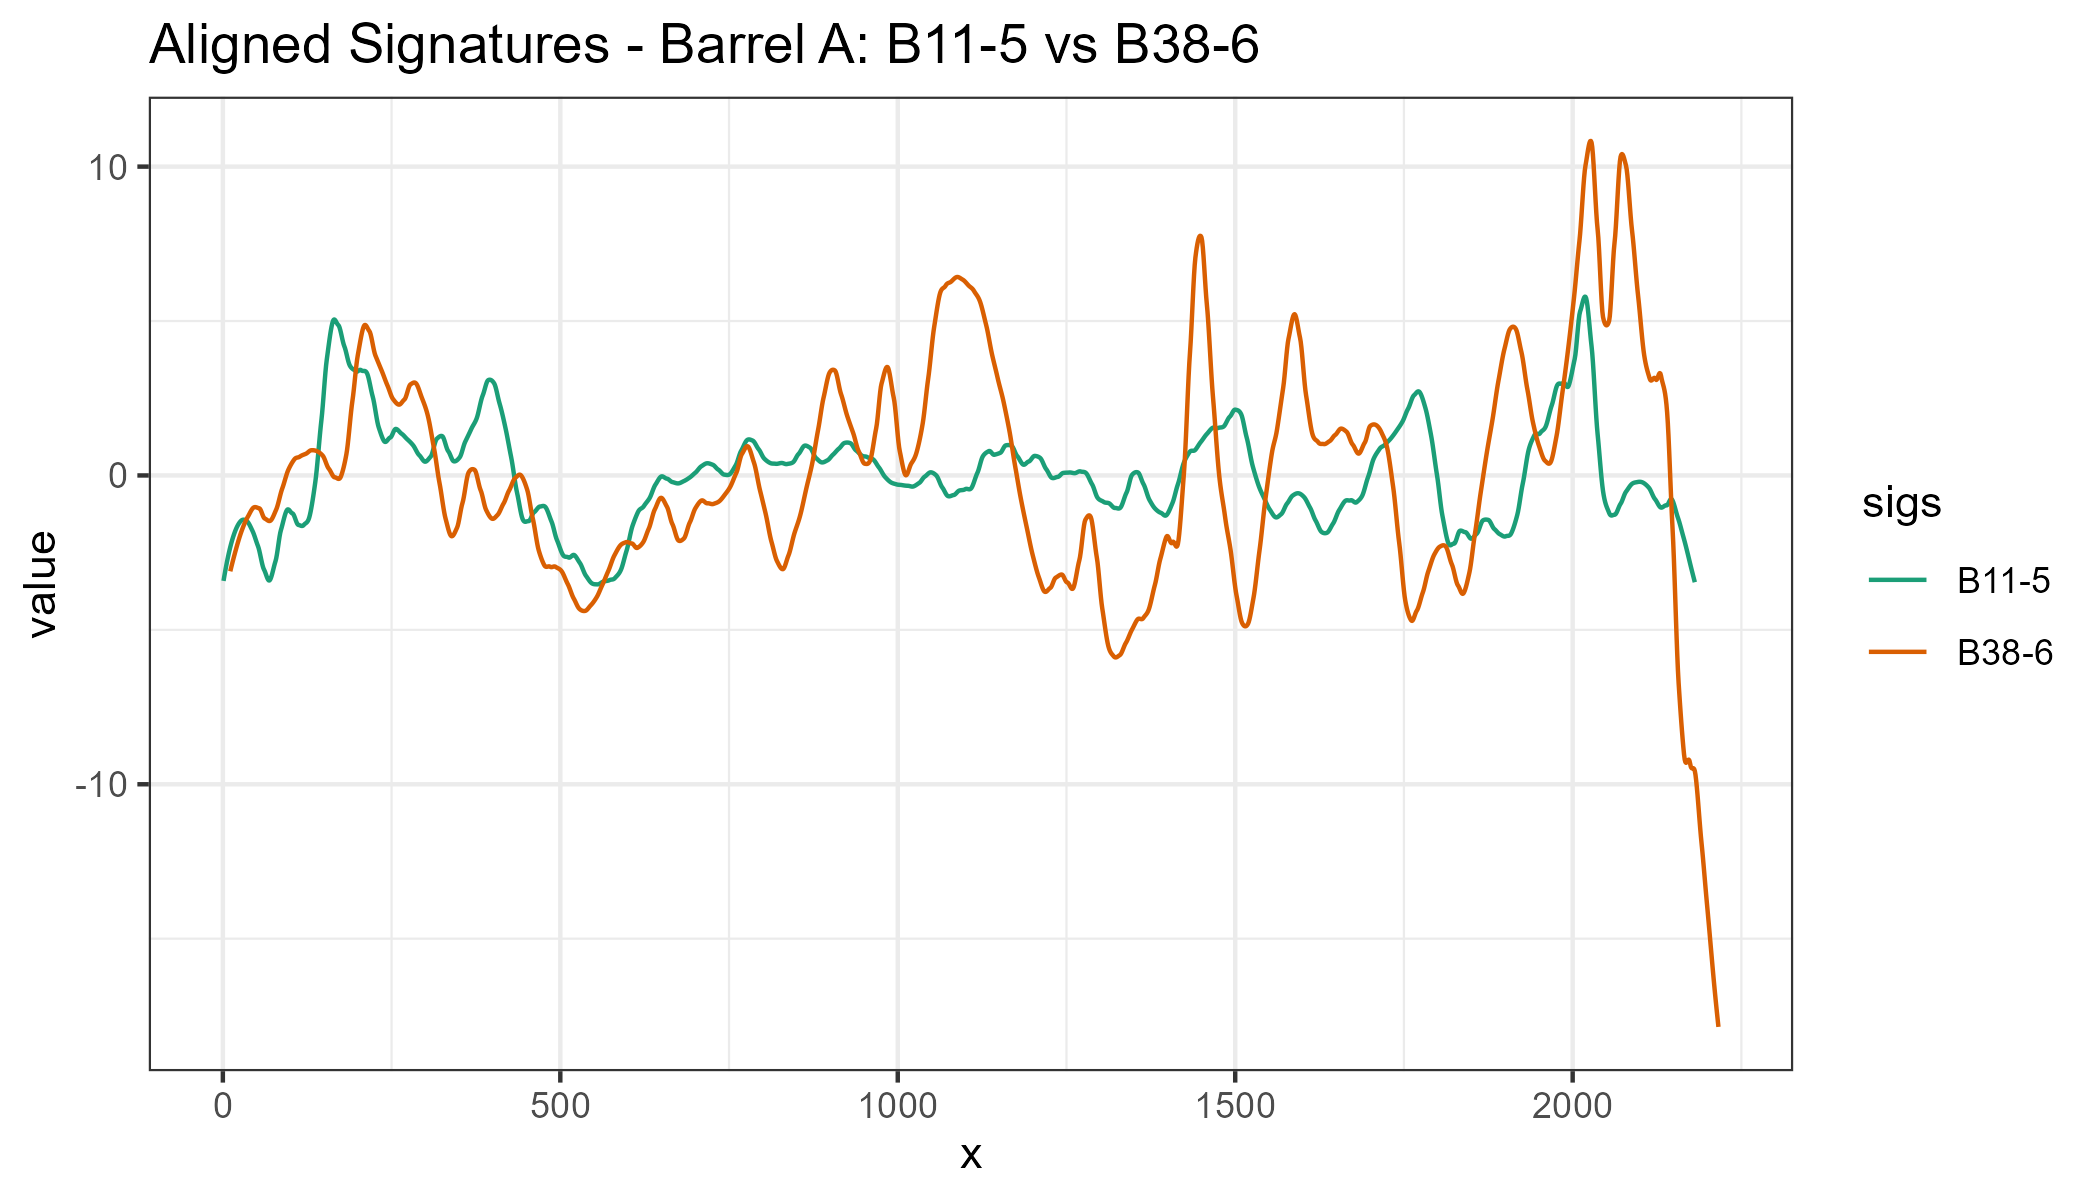 Aligned Signatures - Barrel A: B11-5 vs B38-6
10
0
-10
value
0 500 1000 1500 2000
x
sigs
B11-5
B38-6